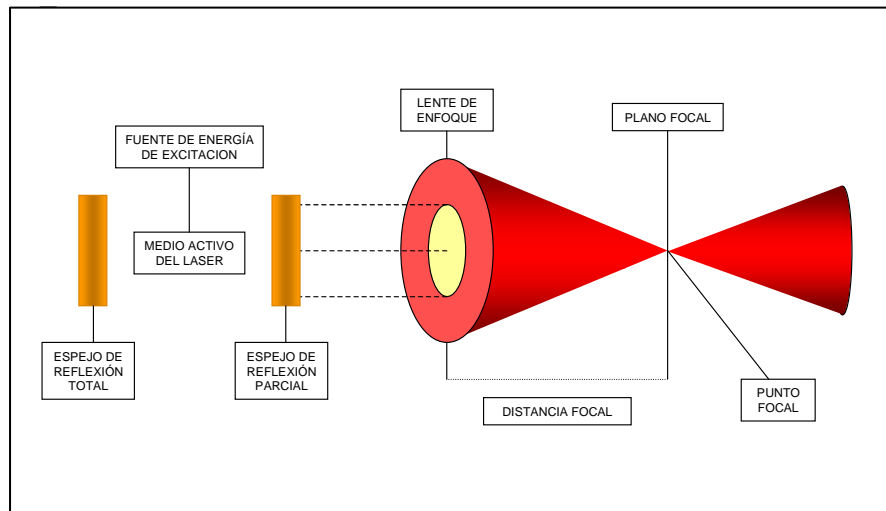 LENTE DE
ENFOQUE
PLANO FOCAL
FUENTE DE ENERGÍA
DE EXCITACION
MEDIO ACTIVO
DEL LASER
ESPEJO DE
REFLEXIÓN
TOTAL
ESPEJO DE
REFLEXIÓN
PARCIAL
DISTANCIA FOCAL
PUNTO
FOCAL